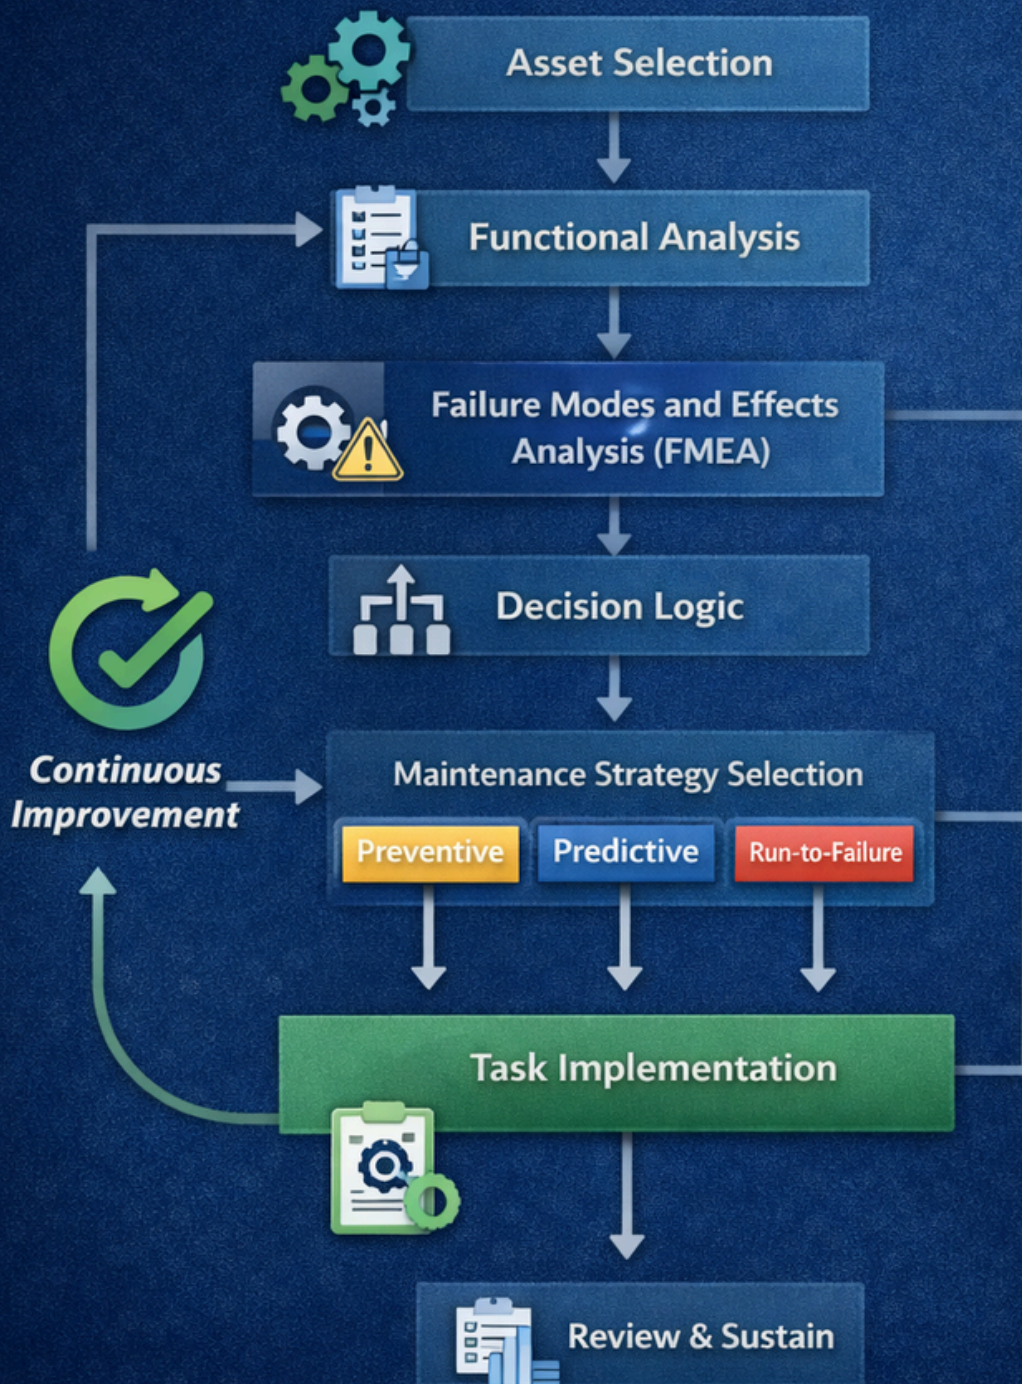 Asset Selection
Functional Analysis
Failure Modes and Effects
Analysis (FMEA)
Decision Logic
Continuous
Improvement
Maintenance Strategy Selection
Preventive
Predictive
Run-to-Failure
Task Implementation
Review & Sustain